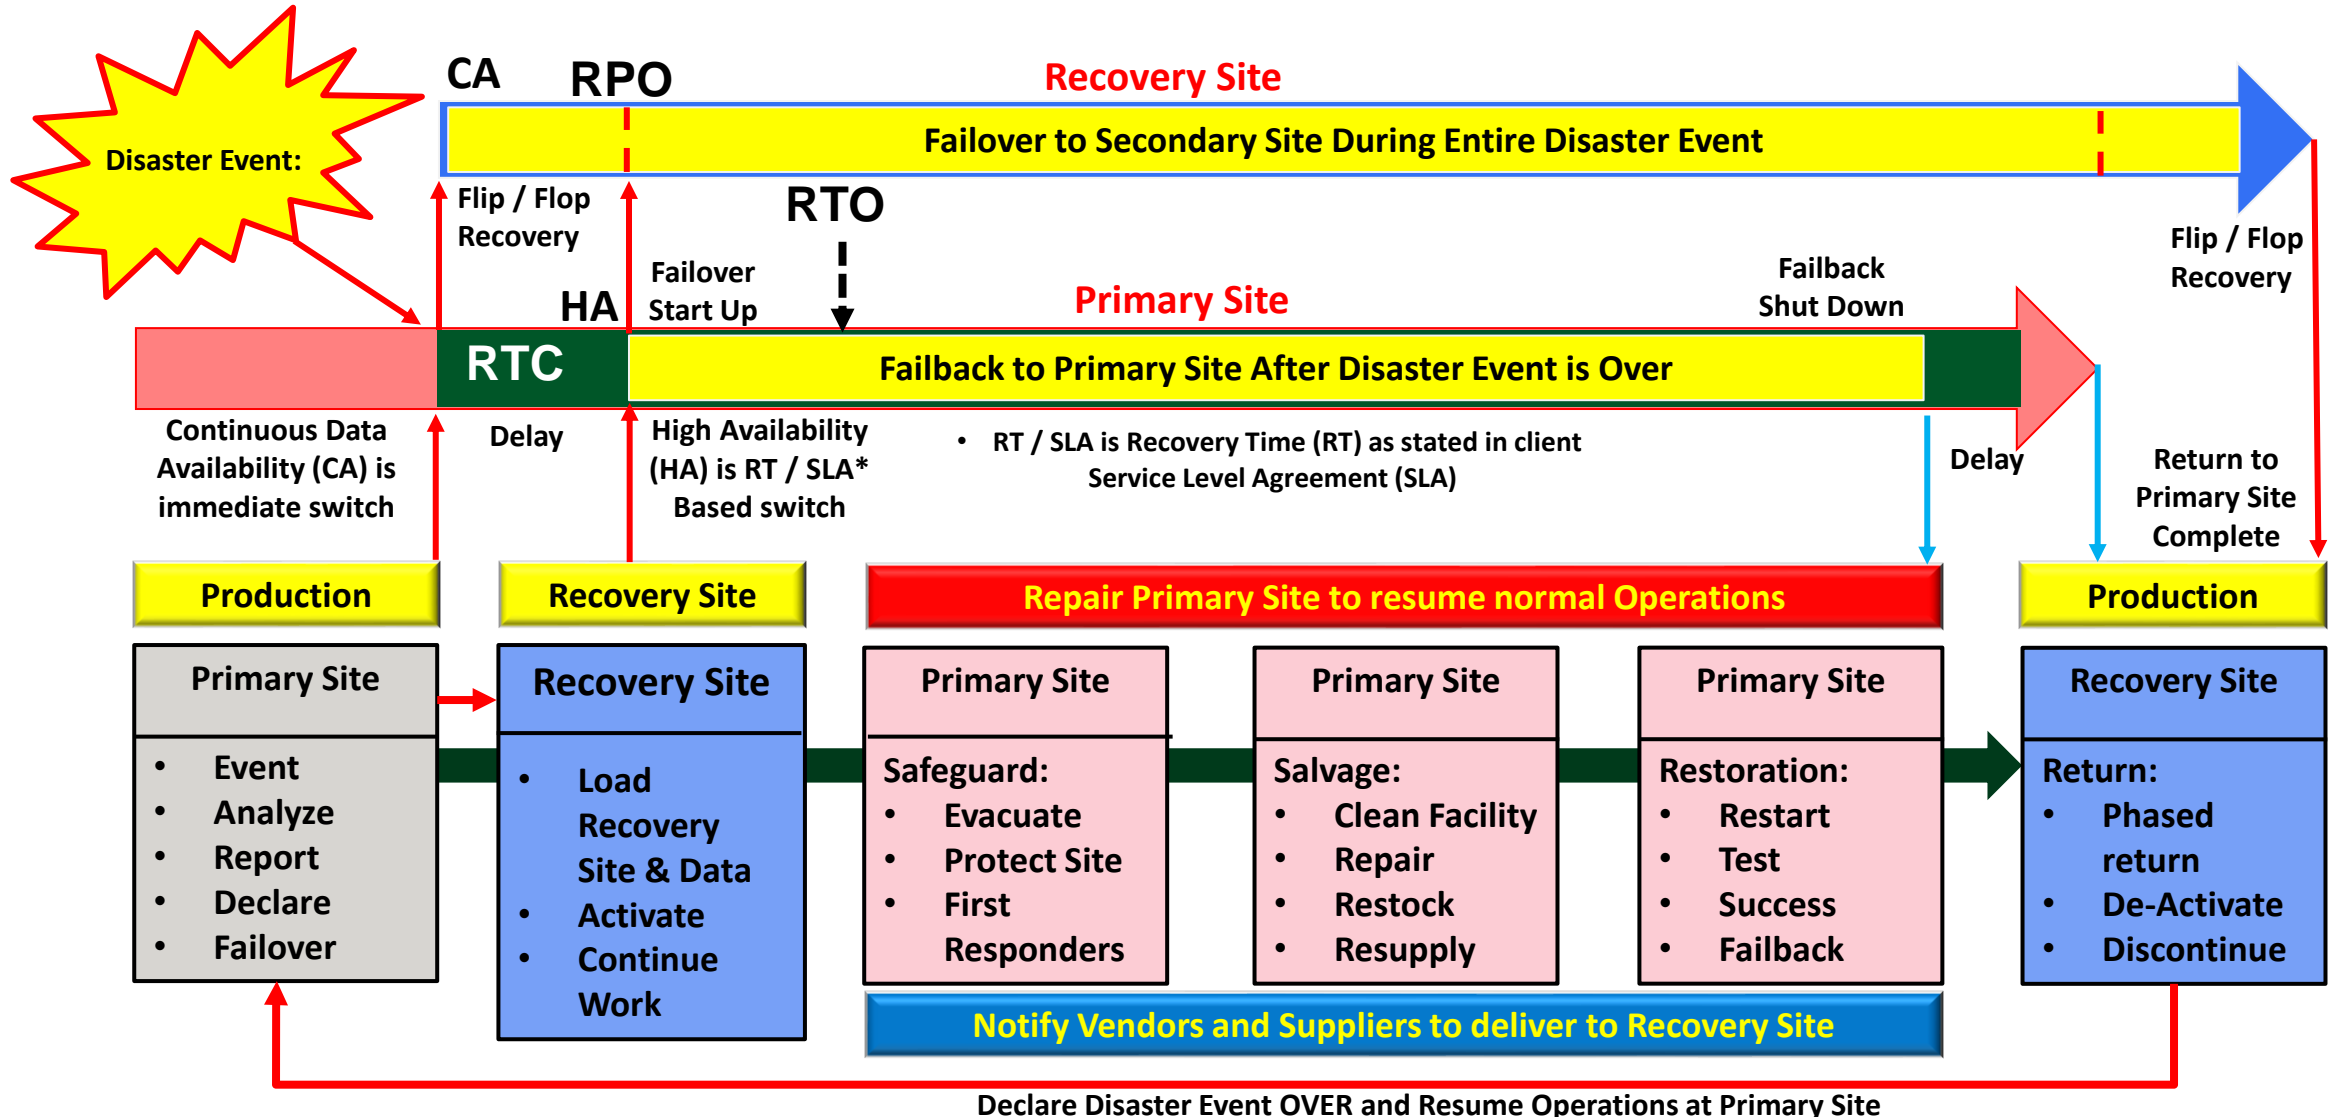 CA
RPO
Recovery Site
Disaster Event:
Failover to Secondary Site During Entire Disaster Event
Flip / Flop
Recovery
RTO
Flip / Flop
Recovery
HA
Failover
Start Up
Primary Site
Failback
Shut Down
RTC
Failback to Primary Site After Disaster Event is Over
Continuous Data
Availability (CA) is
immediate switch
Delay
High Availability
(HA) is RT / SLA*
Based switch
• RT / SLA is Recovery Time (RT) as stated in client
Service Level Agreement (SLA)
Delay
Return to
Primary Site
Complete
Production
Recovery Site
Repair Primary Site to resume normal Operations
Production
Primary Site
• Event
• Analyze
• Report
• Declare
• Failover
Recovery Site
• Load
Recovery
Site & Data
• Activate
• Continue
Work
Primary Site
Safeguard:
• Evacuate
• Protect Site
• First
Responders
Primary Site
Salvage:
• Clean Facility
• Repair
• Restock
• Resupply
Primary Site
Restoration:
• Restart
• Test
• Success
• Failback
Recovery Site
Return:
• Phased
return
• De-Activate
• Discontinue
Notify Vendors and Suppliers to deliver to Recovery Site
Declare Disaster Event OVER and Resume Operations at Primary Site